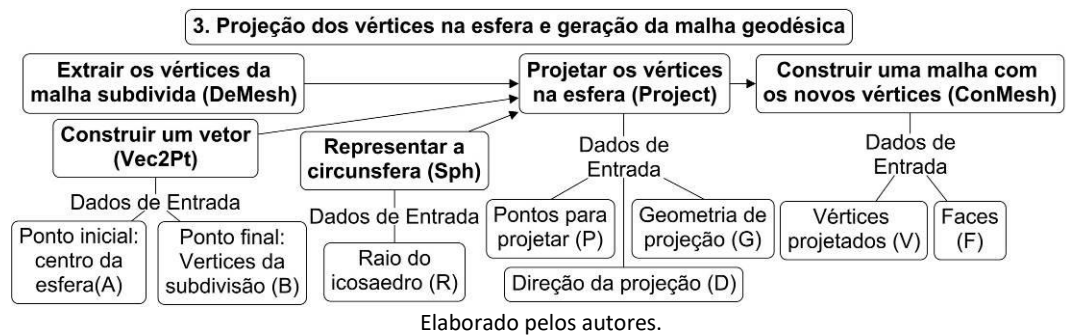 3. Projeção dos vértices na esfera e geração da malha geodésica
Extrair os vértices da
malha subdivida (DeMesh)
Projetar os vértices
na esfera (Project)
Construir uma malha com
os novos vértices (ConMesh)
Construir um vetor
(Vec2Pt)
Representar a
circunsfera (Sph)
Dados de
Entrada
Dados de
Entrada
Dados de Entrada
Dados de Entrada
Ponto inicial:
centro da
esfera(A)
Ponto final:
Vertices da
subdivisão (B)
Raio do
icosaedro (R)
Pontos para
projetar (P)
Geometria de
projeção (G)
Direção da projeção (D)
Vértices
projetados (V)
Faces
(F)
Elaborado pelos autores.